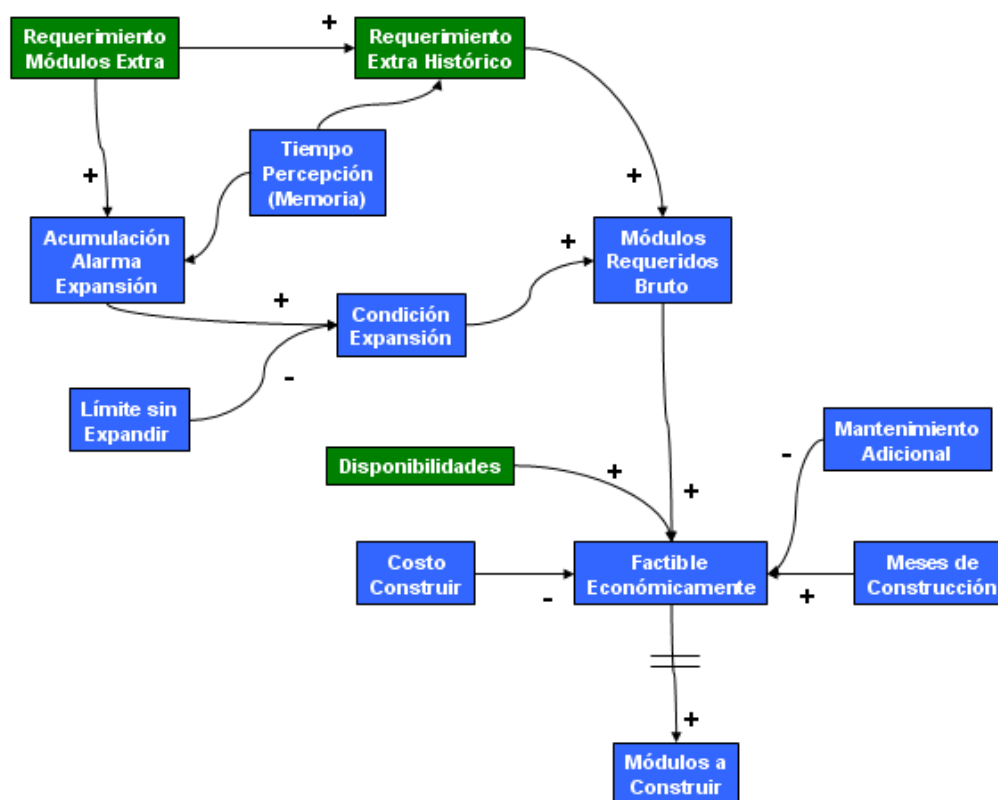 Requerimiento
Módulos Extra
+
Requerimiento
Extra Histórico
Tiempo
Percepción
(Memoria)
+
+
Acumulación
Alarma
Expansión
+
Módulos
Requeridos
Bruto
+
Condición
Expansión
-
Límite sin
Expandir
Mantenimiento
Adicional
-
Disponibilidades
+
+
Costo
Construir
-
Factible
Económicamente
+
Meses de
Construcción
+
Módulos a
Construir